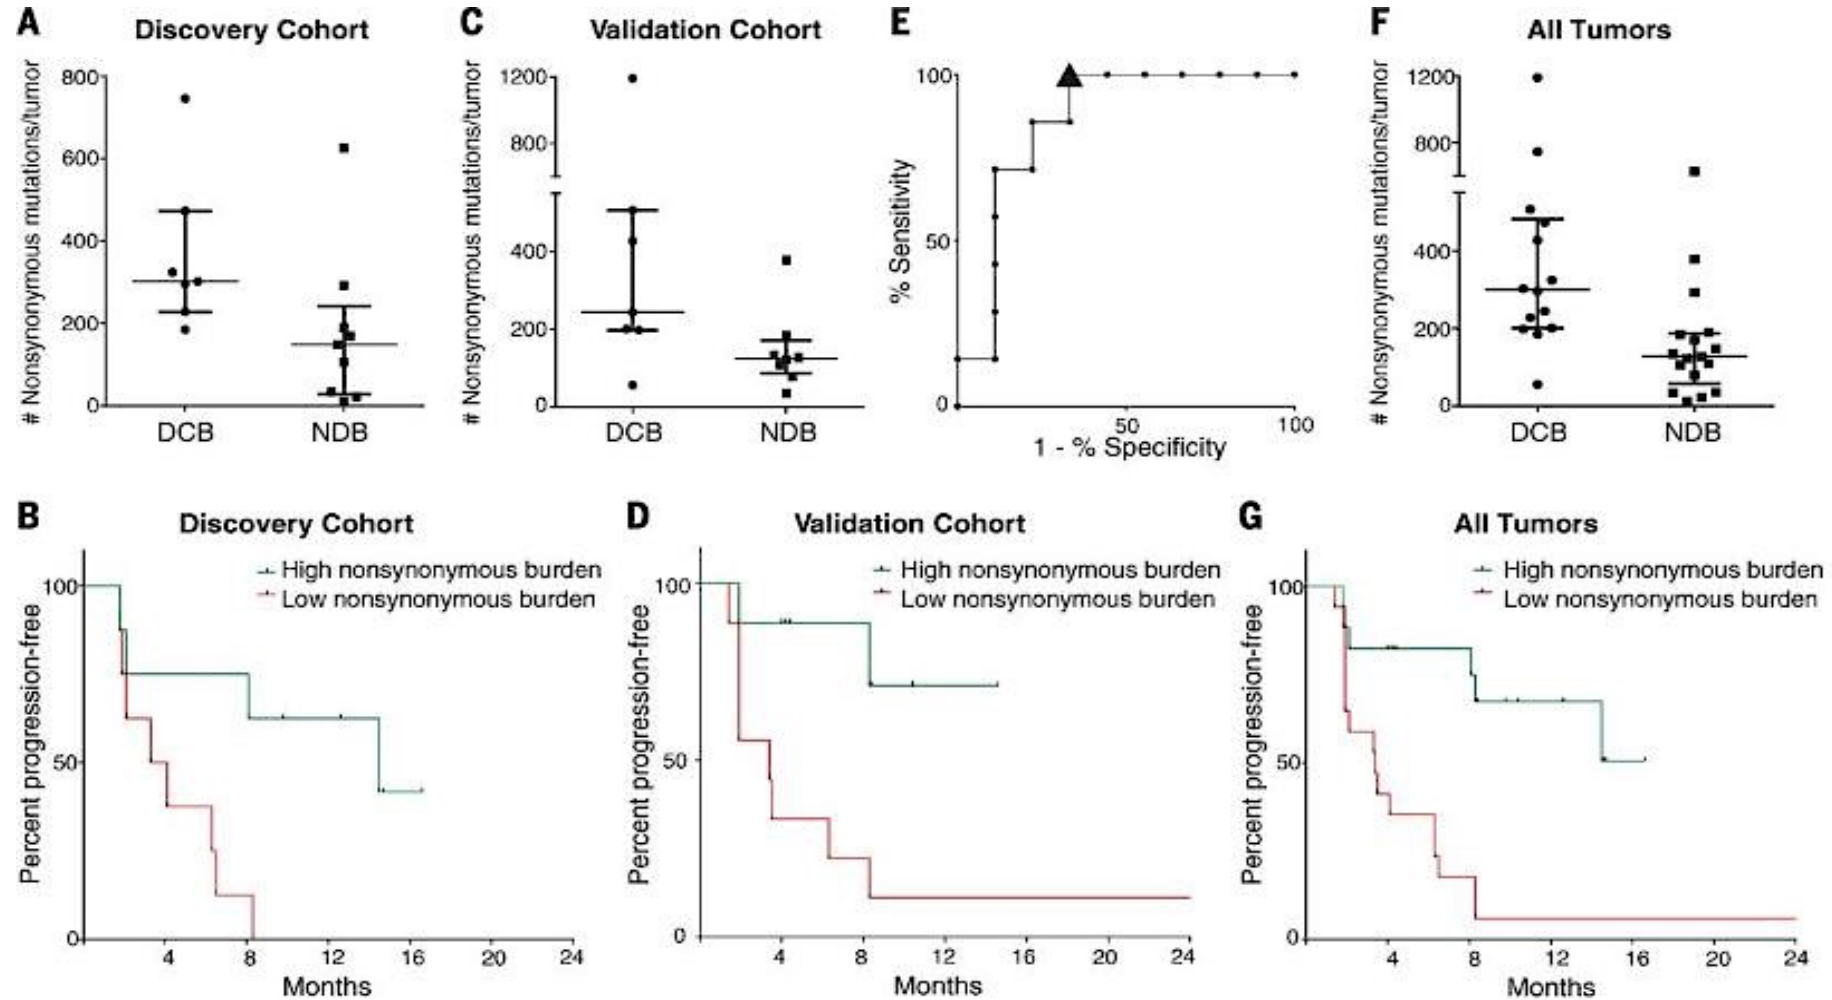 A Discovery Cohort
# Nonsynonymous mutations/tumor
800
600
400
200
0
DCB NDB
C Validation Cohort
# Nonsynonymous mutations/tumor
1200
800
400
200
0
DCB NDB
E
% Sensitivity
100
50
0
50 100
1 - % Specificity
F All Tumors
# Nonsynonymous mutations/tumor
1200
800
400
200
0
DCB NDB
B Discovery Cohort
High nonsynonymous burden
Low nonsynonymous burden
Percent progression-free
100
50
0
4 8 12 16 20 24
Months
D Validation Cohort
High nonsynonymous burden
Low nonsynonymous burden
Percent progression-free
100
50
0
4 8 12 16 20 24
Months
G All Tumors
High nonsynonymous burden
Low nonsynonymous burden
Percent progression-free
100
50
0
4 8 12 16 20 24
Months